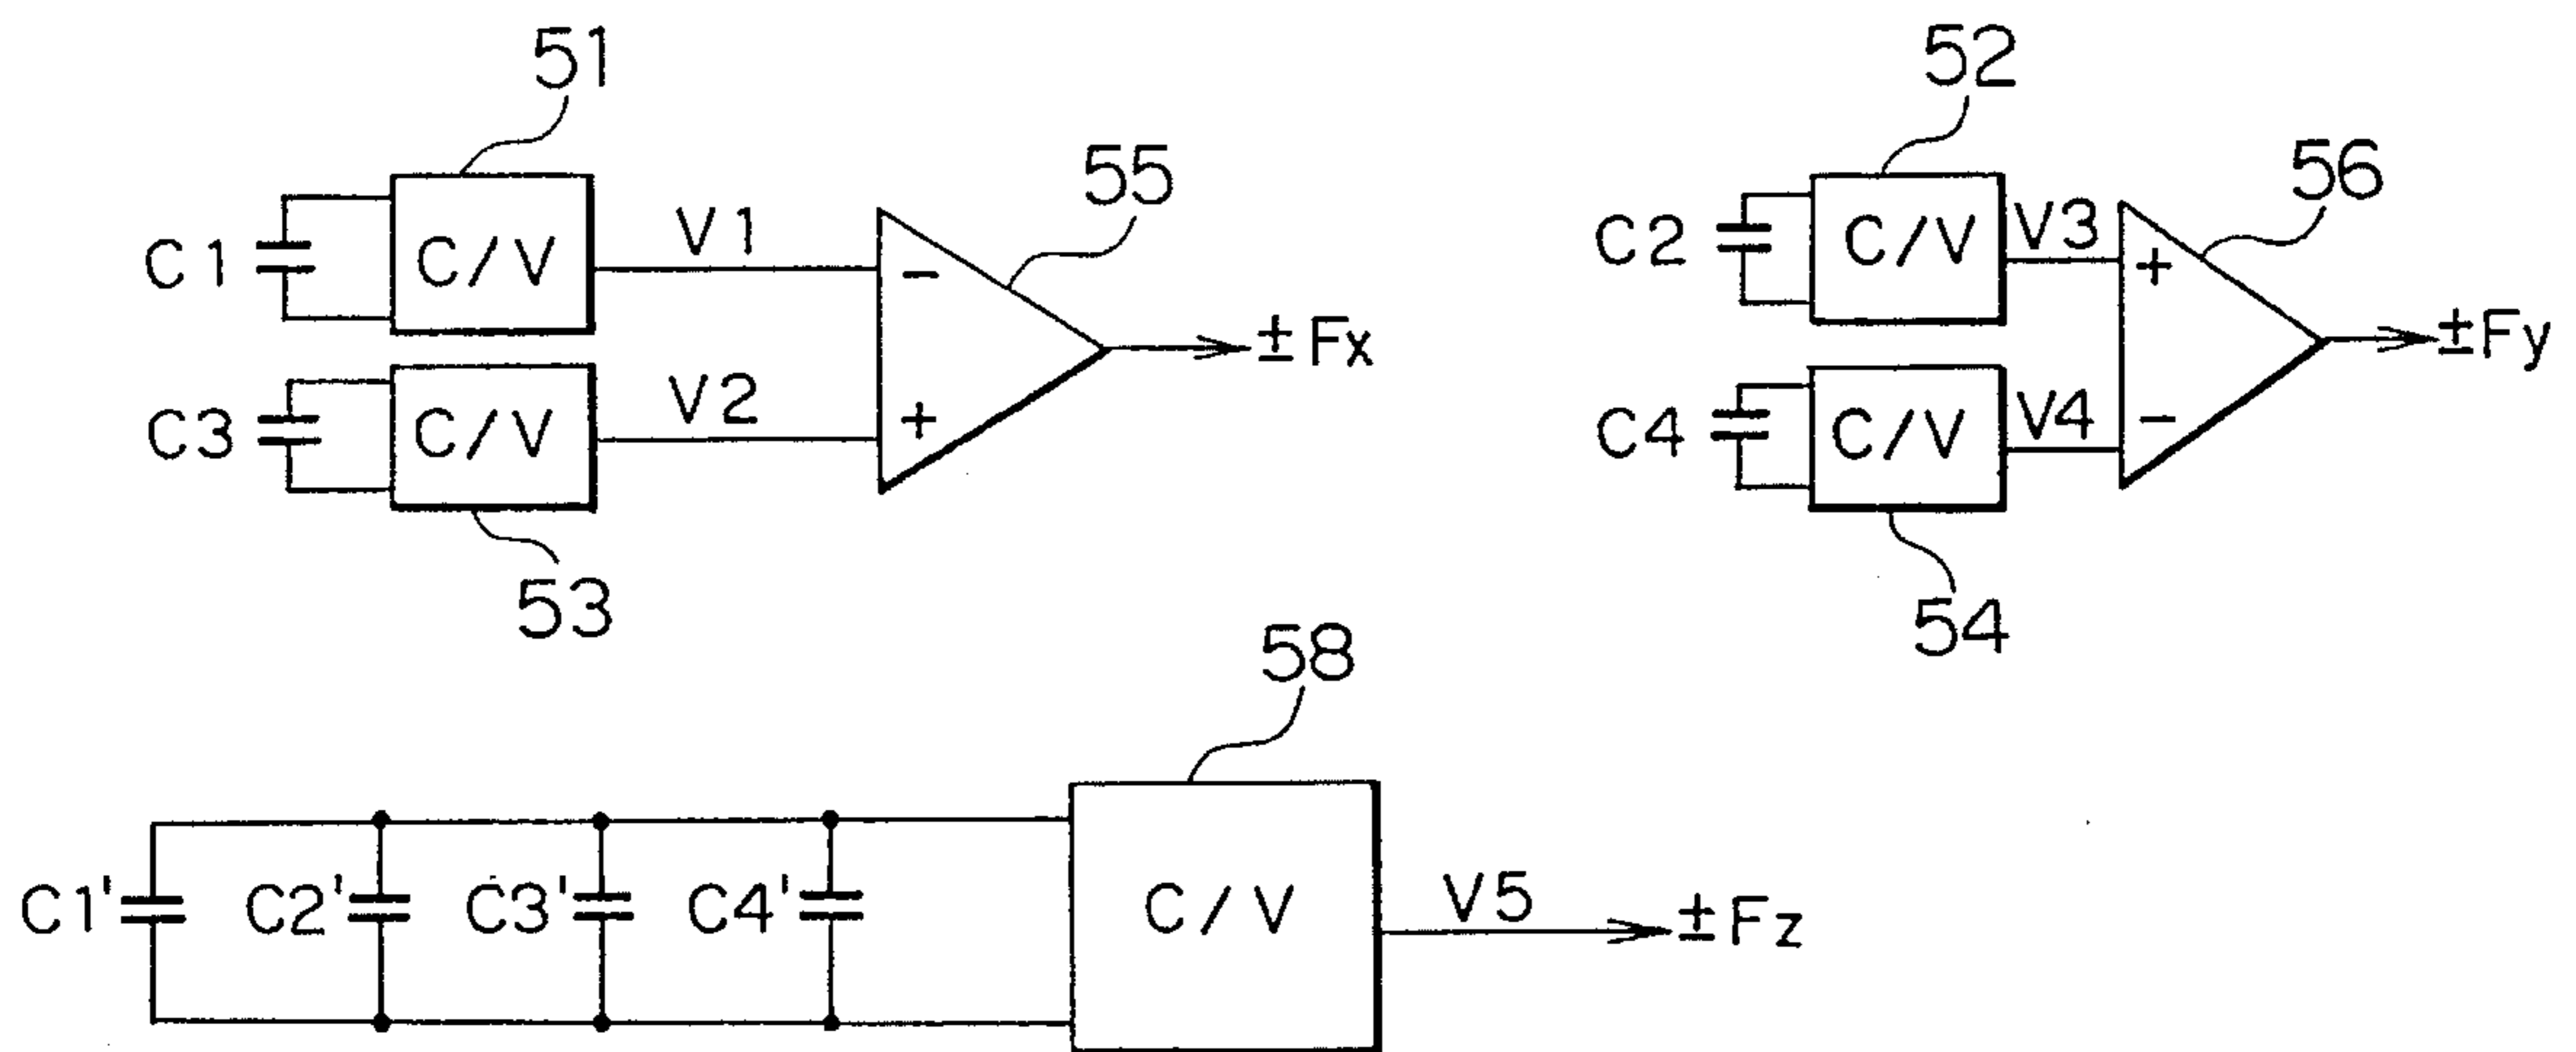 51
C1
C/V
V1
55
-
+
±Fx
C3
C/V
V2
53
52
C2
C/V
V3
56
+
-
±Fy
C4
C/V
V4
54
58
C1'
C2'
C3'
C4'
C/V
V5
±Fz